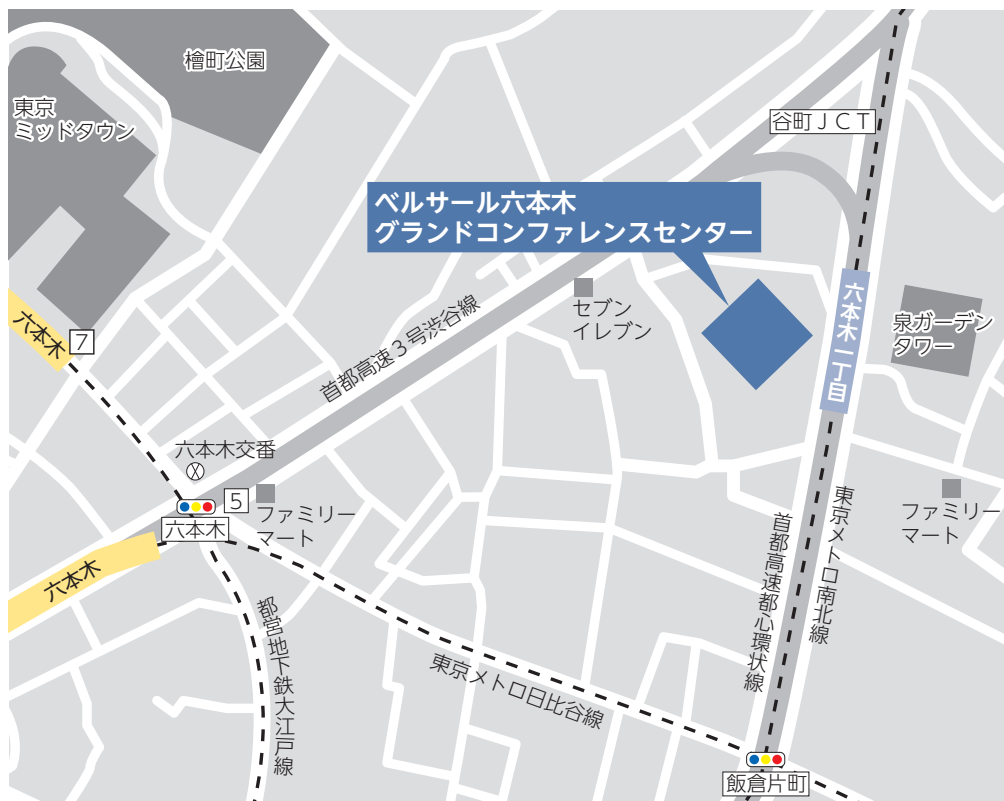 檜町公園
東京
ミッドタウン
谷町ＪＣＴ
ベルサール六本木
グランドコンファレンスセンター
六本木
7
首都高速３号渋谷線
セブン
イレブン
六本木一丁目
泉ガーデン
タワー
六本木交番
5
ファミリー
マート
六本木
六本木
都営地下鉄大江戸線
東京メトロ日比谷線
首都高速都心環状線
東京メトロ南北線
ファミリー
マート
飯倉片町